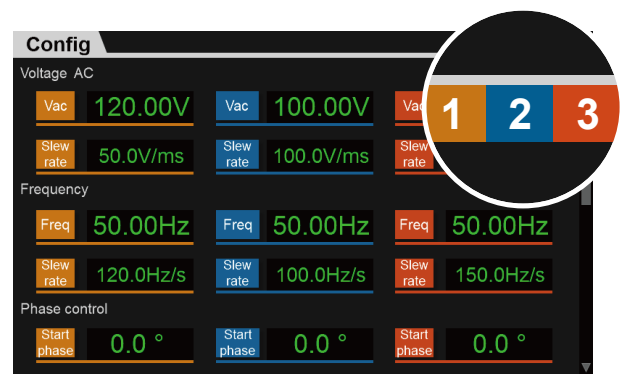 Config
Voltage AC
1 2 3
Vac 120.00V Vac 100.00V
Slew rate 50.0V/ms Slew rate 100.0V/ms Slew
Frequency
Freq 50.00Hz Freq 50.00Hz Freq 50.00Hz
Slew rate 120.0Hz/s Slew rate 100.0Hz/s Slew rate 150.0Hz/s
Phase control
Start phase 0.0 ° Start phase 0.0 ° Start phase 0.0 °